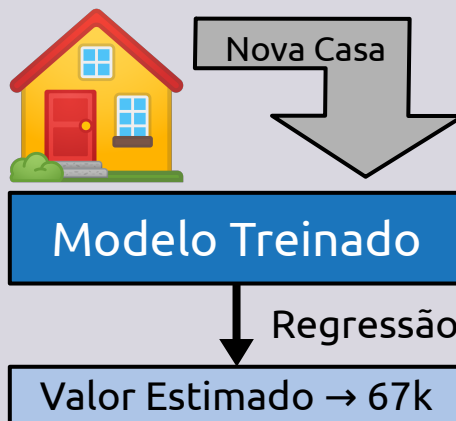 Nova Casa
Modelo Treinado
Regressão
Valor Estimado → 67k